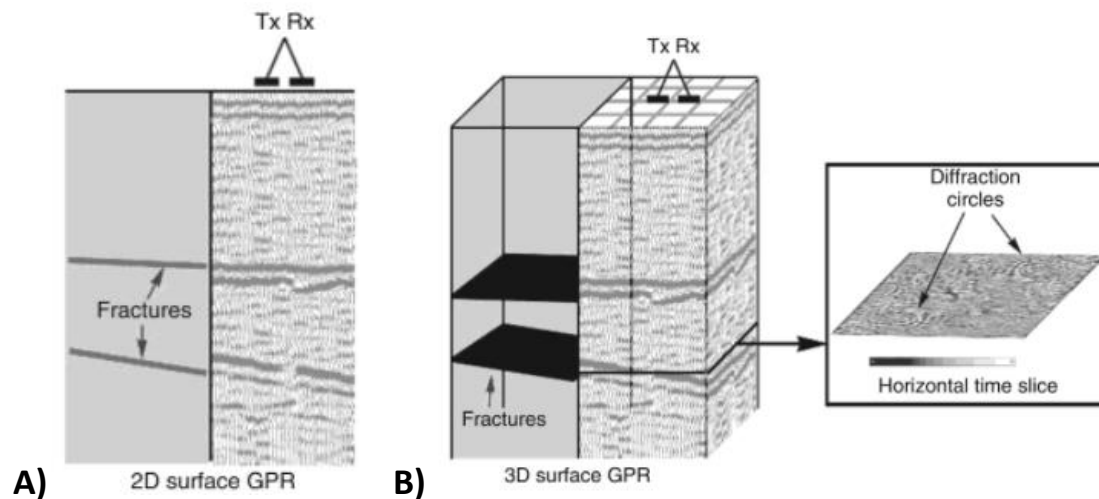 Tx Rx
Fractures
A)
2D surface GPR
Tx Rx
Fractures
B)
3D surface GPR
Diffraction
circles
Horizontal time slice